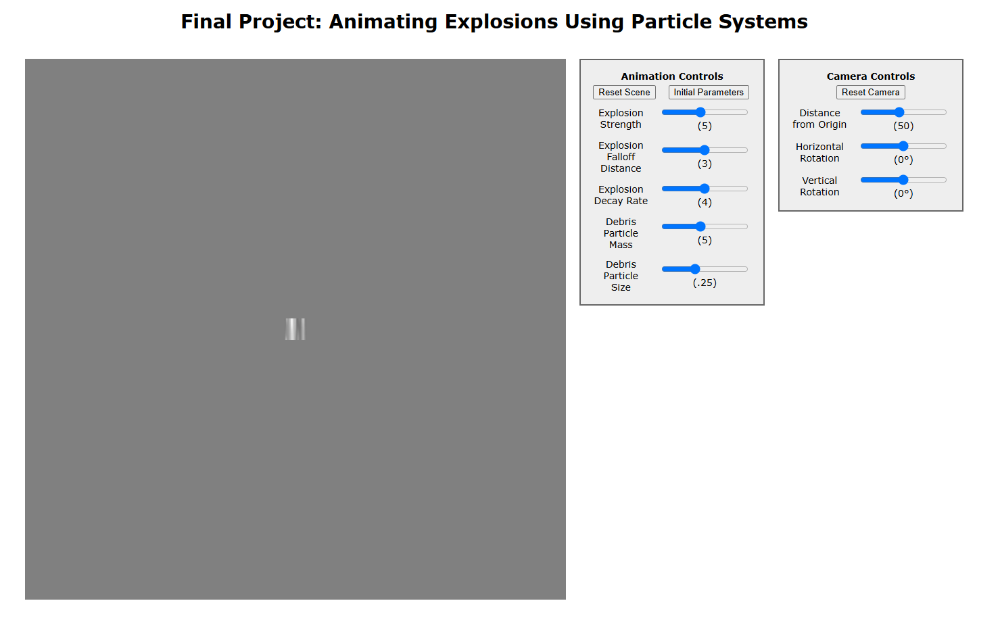 Final Project: Animating Explosions Using Particle Systems
Animation Controls
Reset Scene
Initial Parameters
Explosion
Strength
(5)
Explosion
Falloff
Distance
(3)
Explosion
Decay Rate
(4)
Debris
Particle
Mass
(5)
Debris
Particle
Size
(.25)
Camera Controls
Reset Camera
Distance
from Origin
(50)
Horizontal
Rotation
(0°)
Vertical
Rotation
(0°)